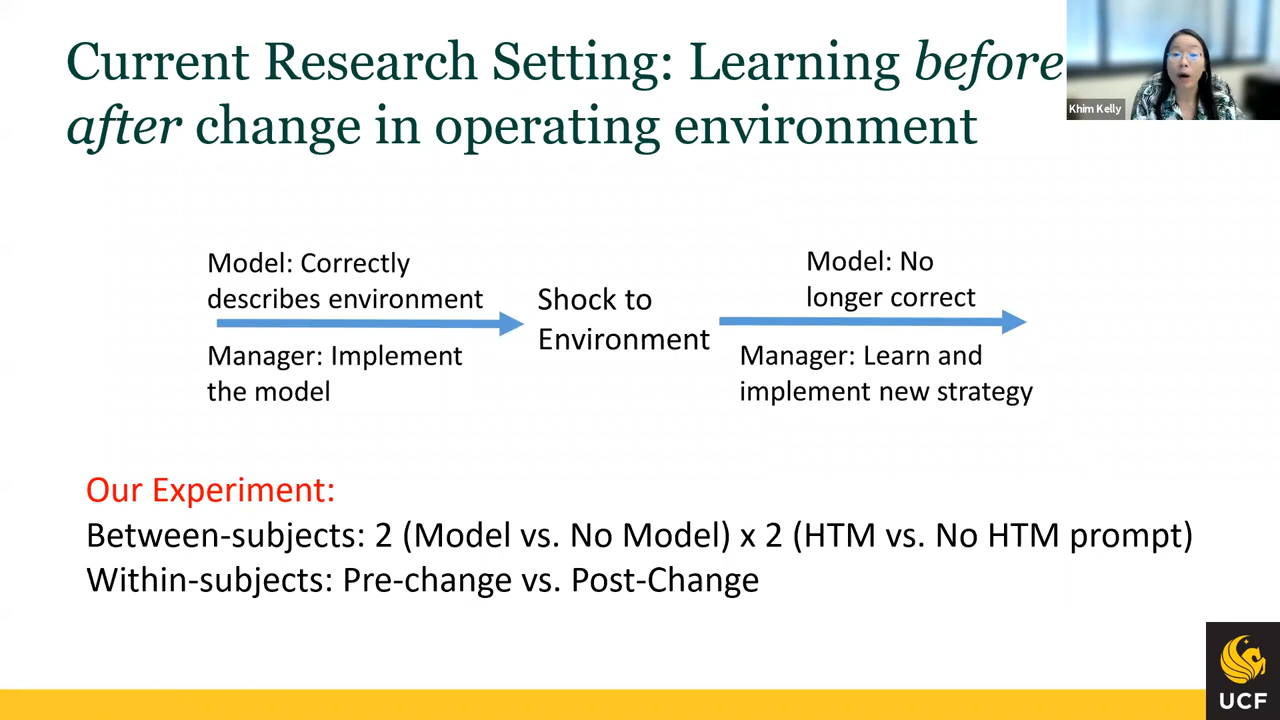 Current Research Setting: Learning before
after change in operating environment
Khim Kelly
Model: Correctly
describes environment
Manager: Implement
the model
Shock to
Environment
Model: No
longer correct
Manager: Learn and
implement new strategy
Our Experiment:
Between-subjects: 2 (Model vs. No Model) x 2 (HTM vs. No HTM prompt)
Within-subjects: Pre-change vs. Post-Change
UCF